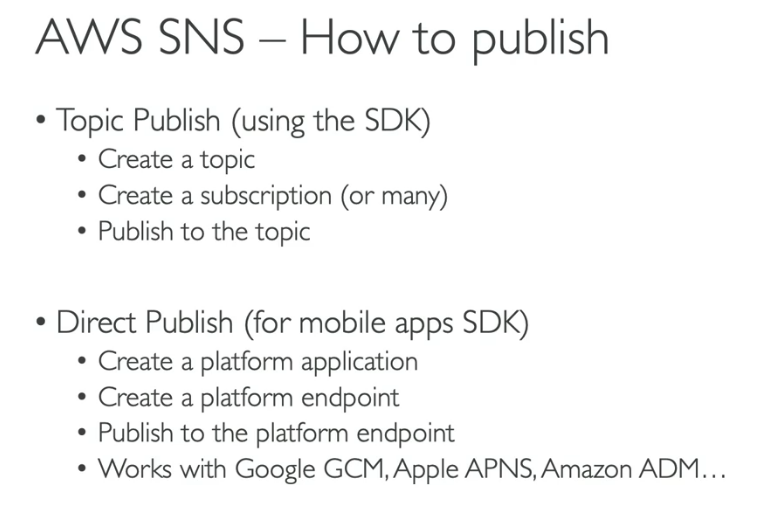 AWS SNS – How to publish
• Topic Publish (using the SDK)
• Create a topic
• Create a subscription (or many)
• Publish to the topic
• Direct Publish (for mobile apps SDK)
• Create a platform application
• Create a platform endpoint
• Publish to the platform endpoint
• Works with Google GCM, Apple APNS, Amazon ADM…